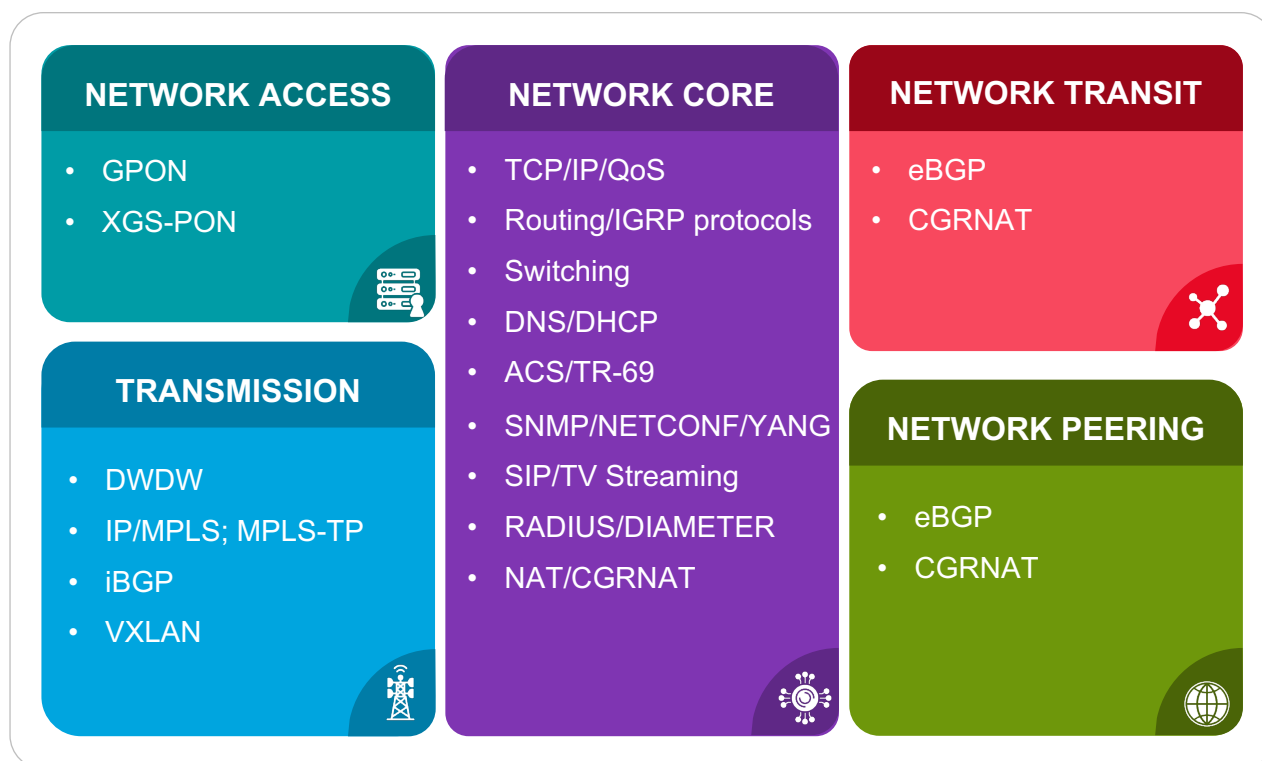 NETWORK ACCESS
• GPON
• XGS-PON
TRANSMISSION
• DWDW
• IP/MPLS; MPLS-TP
• iBGP
• VXLAN
NETWORK CORE
• TCP/IP/QoS
• Routing/IGRP protocols
• Switching
• DNS/DHCP
• ACS/TR-69
• SNMP/NETCONF/YANG
• SIP/TV Streaming
• RADIUS/DIAMETER
• NAT/CGRNAT
NETWORK TRANSIT
• eBGP
• CGRNAT
NETWORK PEERING
• eBGP
• CGRNAT